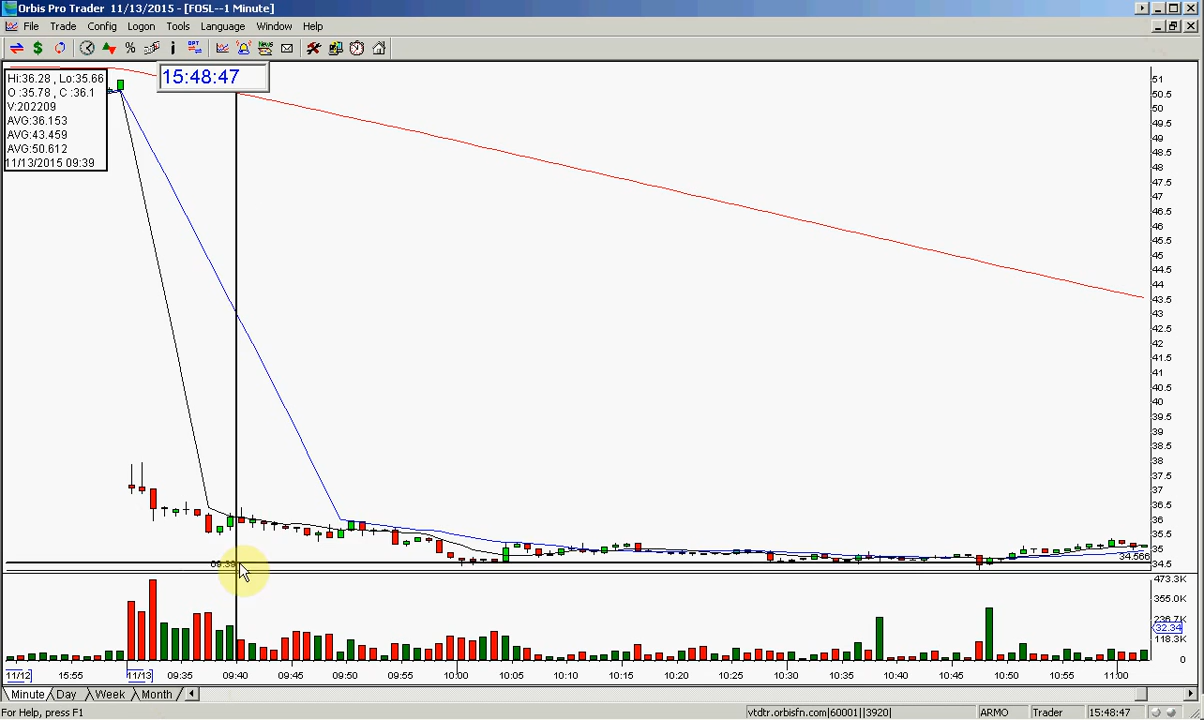 Orbis Pro Trader 11/13/2015 - [FOSL--1 Minute]
File Trade Config Logon Tools Language Window Help
15:48:47
Hi:36.28 , Lo:35.66
O :35.78 , C :36.1
V:202209
AVG:36.153
AVG:43.459
AVG:50.612
11/13/2015 09:39
51
50.5
49.5
49
48.5
48
47.5
47
46.5
46
45.5
45
44.5
44
43.5
43
42.5
42
41.5
41
40.5
40
39.5
39
38.5
38
37.5
37
36.5
36
35.5
35
34.566
34.5
09:39
473.3K
355.0K
236.7K
32.34
118.3K
0
11/12 15:55 11/13 09:35 09:40 09:45 09:50 09:55 10:00 10:05 10:10 10:15 10:20 10:25 10:30 10:35 10:40 10:45 10:50 10:55 11:00
Minute Day Week Month
For Help, press F1 vtdtr.orbisfn.com|60001||3920| ARMO Trader 15:48:47